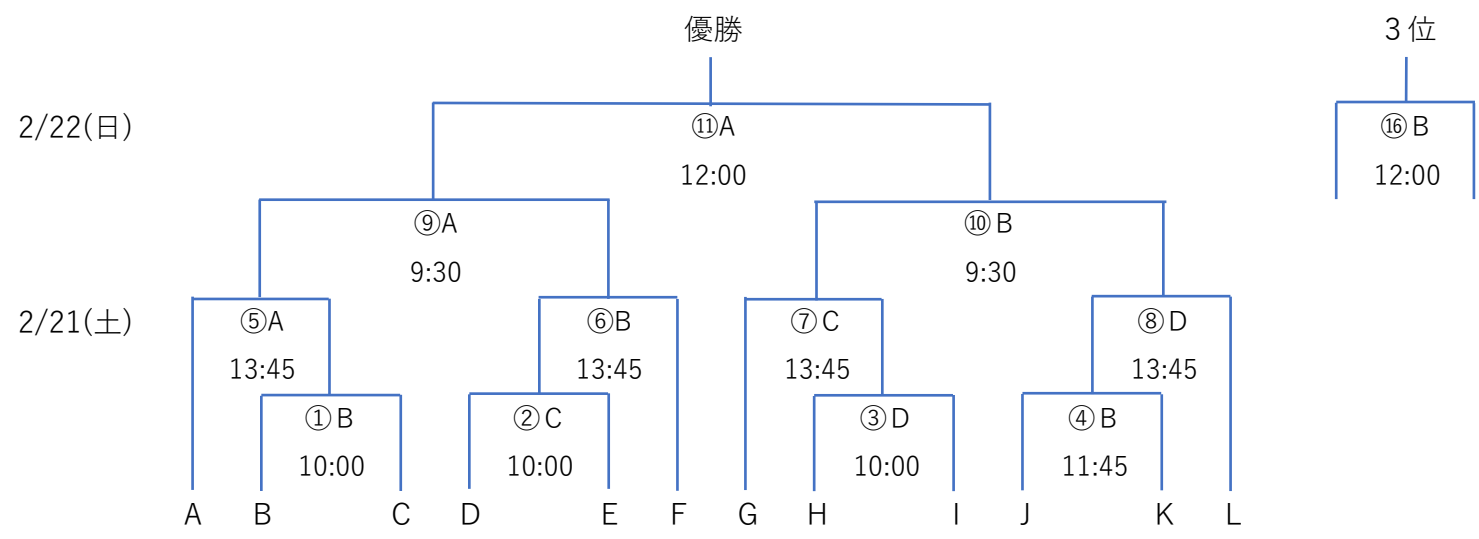 優勝 3位
2/22(日) ⑪A ⑯B
12:00 12:00
⑨A ⑩B
9:30 9:30
2/21(土) ⑤A ⑥B ⑦C ⑧D
13:45 13:45 13:45 13:45
①B ②C ③D ④B
10:00 10:00 10:00 11:45
A B C D E F G H I J K L